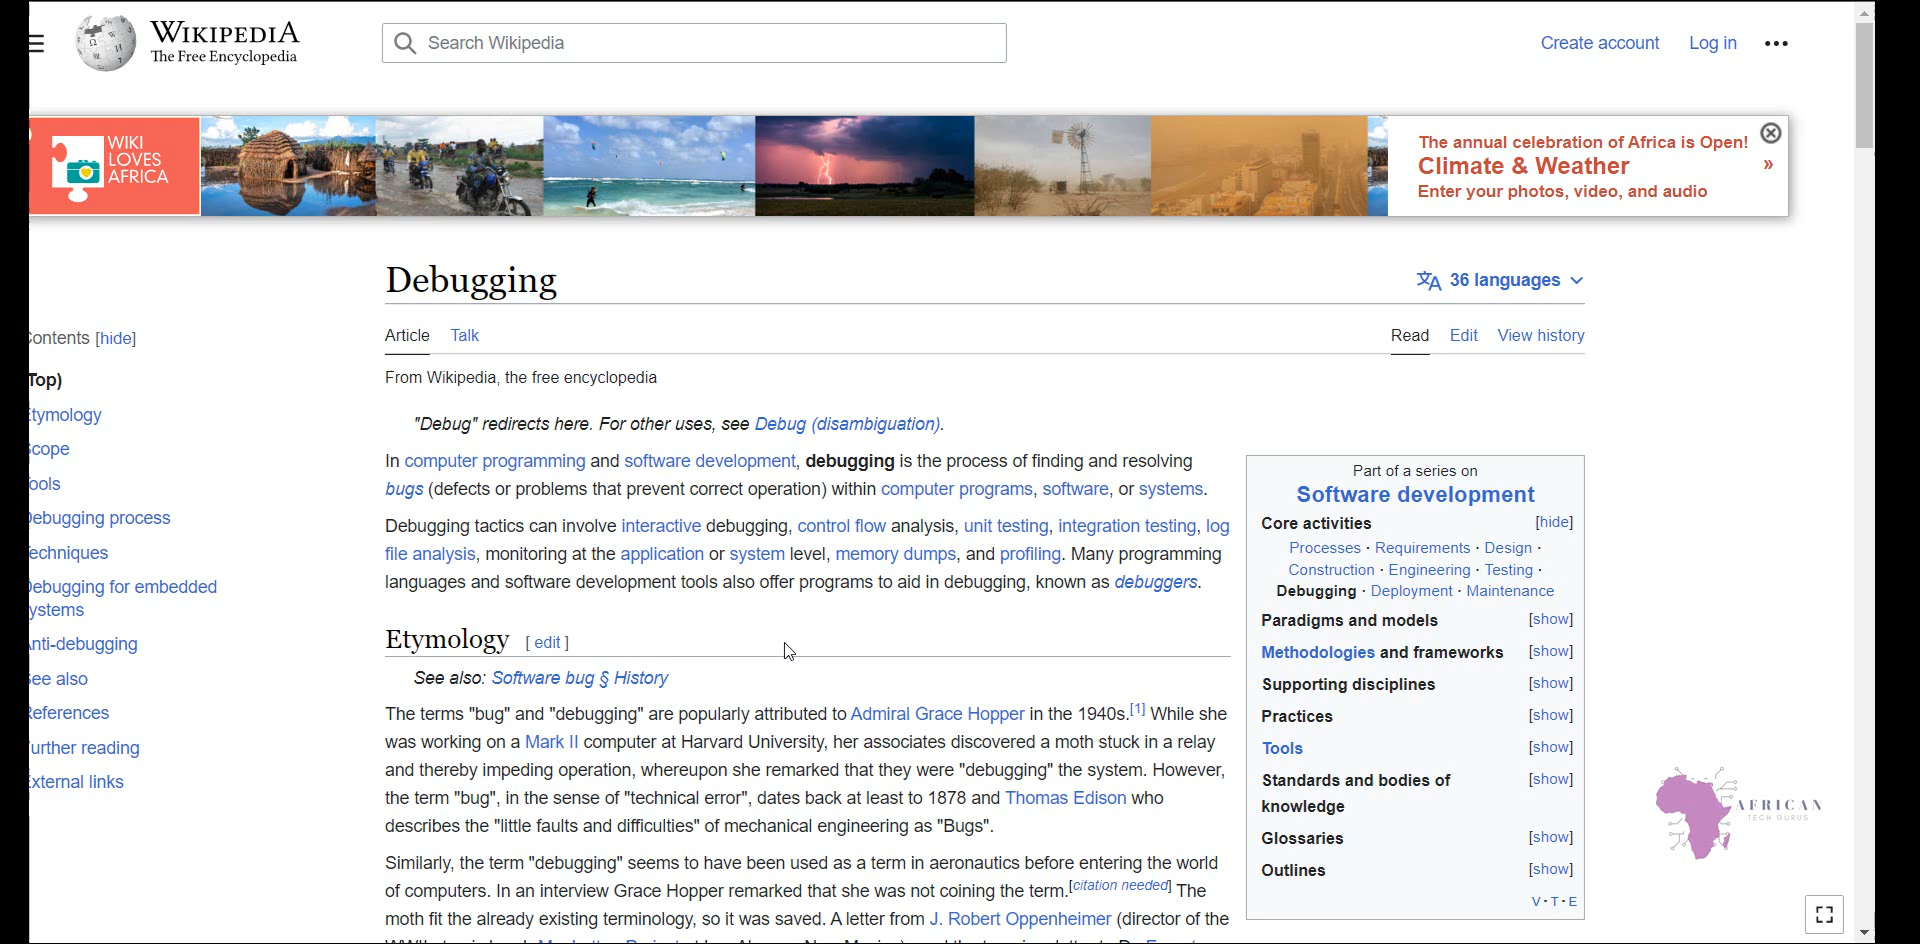 WIKIPEDIA
The Free Encyclopedia
Search Wikipedia
Create account
Log in
WIKI
LOVES
AFRICA
The annual celebration of Africa is Open!
Climate & Weather
»
Enter your photos, video, and audio
Debugging
36 languages
Article Talk
Read Edit View history
From Wikipedia, the free encyclopedia
ontents [hide]
Top)
tymology
cope
ools
ebugging process
echniques
ebugging for embedded
ystems
nti-debugging
ee also
eferences
urther reading
xternal links
"Debug" redirects here. For other uses, see Debug (disambiguation).
In computer programming and software development, debugging is the process of finding and resolving
bugs (defects or problems that prevent correct operation) within computer programs, software, or systems.
Debugging tactics can involve interactive debugging, control flow analysis, unit testing, integration testing, log
file analysis, monitoring at the application or system level, memory dumps, and profiling. Many programming
languages and software development tools also offer programs to aid in debugging, known as debuggers.
Etymology [ edit ]
See also: Software bug § History
The terms "bug" and "debugging" are popularly attributed to Admiral Grace Hopper in the 1940s.[1] While she
was working on a Mark II computer at Harvard University, her associates discovered a moth stuck in a relay
and thereby impeding operation, whereupon she remarked that they were "debugging" the system. However,
the term "bug", in the sense of "technical error", dates back at least to 1878 and Thomas Edison who
describes the "little faults and difficulties" of mechanical engineering as "Bugs".
Similarly, the term "debugging" seems to have been used as a term in aeronautics before entering the world
of computers. In an interview Grace Hopper remarked that she was not coining the term.[citation needed] The
moth fit the already existing terminology, so it was saved. A letter from J. Robert Oppenheimer (director of the
Part of a series on
Software development
Core activities [hide]
Processes · Requirements · Design ·
Construction · Engineering · Testing ·
Debugging · Deployment · Maintenance
Paradigms and models [show]
Methodologies and frameworks [show]
Supporting disciplines [show]
Practices [show]
Tools [show]
Standards and bodies of [show]
knowledge
Glossaries [show]
Outlines [show]
V · T · E
AFRICAN
TECH GURUS